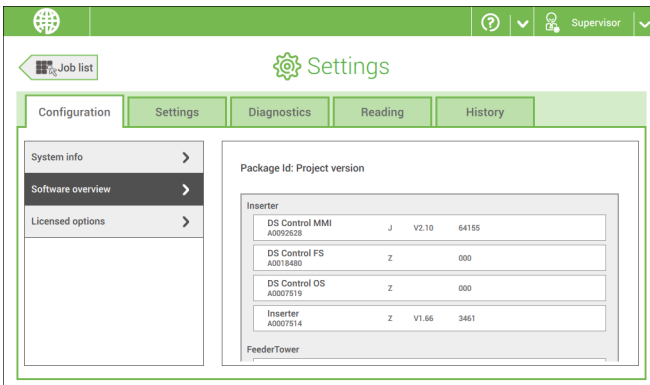 Supervisor
Job list
Settings
Configuration Settings Diagnostics Reading History
System info
Software overview
Licensed options
Package Id: Project version
Inserter
DS Control MMI J V2.10 64155
A0092628
DS Control FS Z 000
A0018480
DS Control OS Z 000
A0007519
Inserter Z V1.66 3461
A0007514
FeederTower